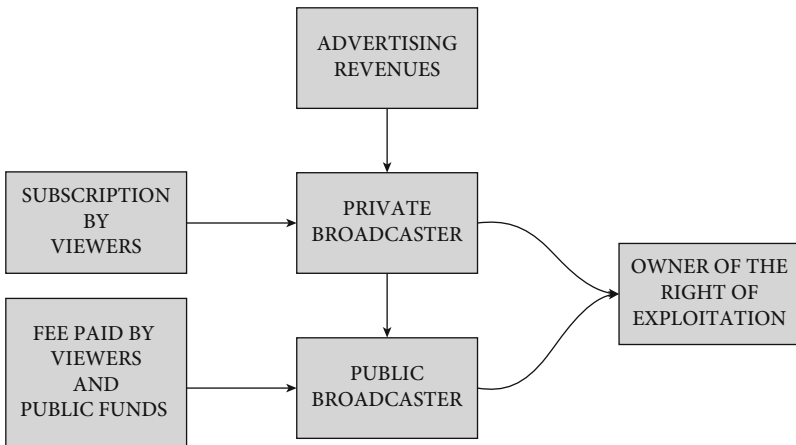 ADVERTISING
REVENUES
SUBSCRIPTION
BY
VIEWERS
PRIVATE
BROADCASTER
OWNER OF THE
RIGHT OF
EXPLOITATION
FEE PAID BY
VIEWERS
AND
PUBLIC FUNDS
PUBLIC
BROADCASTER